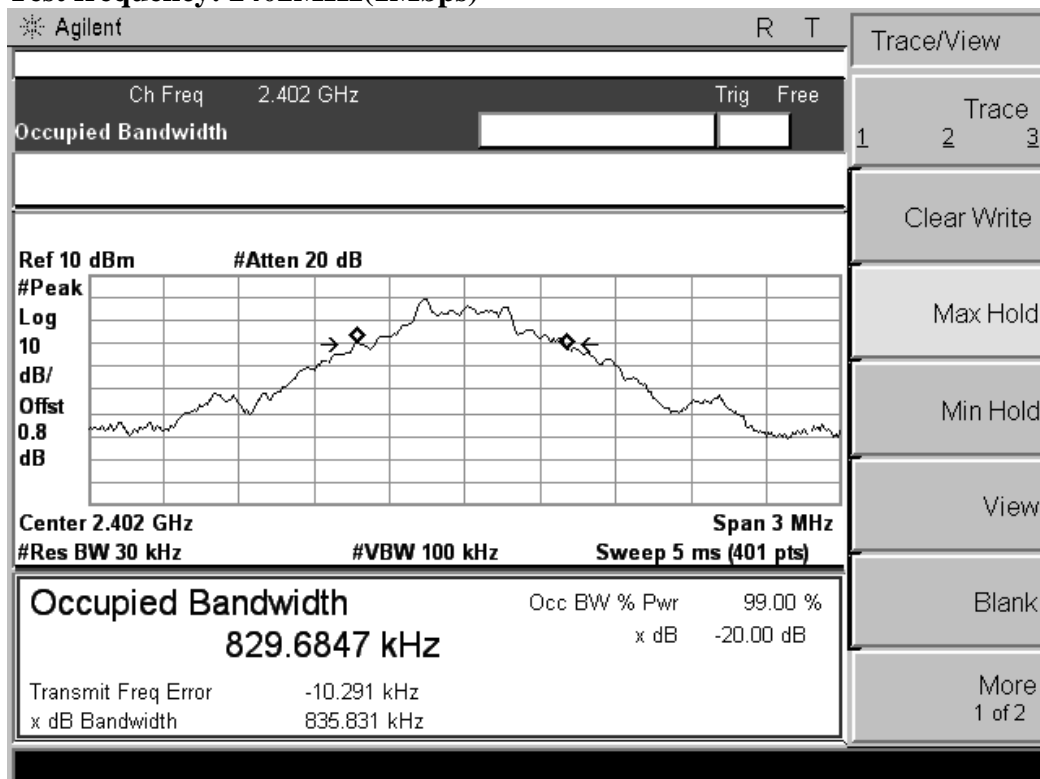 Test frequency: 2402MHz(1Mbps)
Agilent R T
Trace/View
Ch Freq 2.402 GHz Trig Free
Occupied Bandwidth
Trace
1 2 3
Clear Write
Ref 10 dBm #Atten 20 dB
#Peak
Log
10
dB/
Offst
0.8
dB
Max Hold
Min Hold
Center 2.402 GHz Span 3 MHz
#Res BW 30 kHz #VBW 100 kHz Sweep 5 ms (401 pts)
View
Occupied Bandwidth
829.6847 kHz
Occ BW % Pwr 99.00 %
x dB -20.00 dB
Transmit Freq Error -10.291 kHz
x dB Bandwidth 835.831 kHz
Blank
More
1 of 2